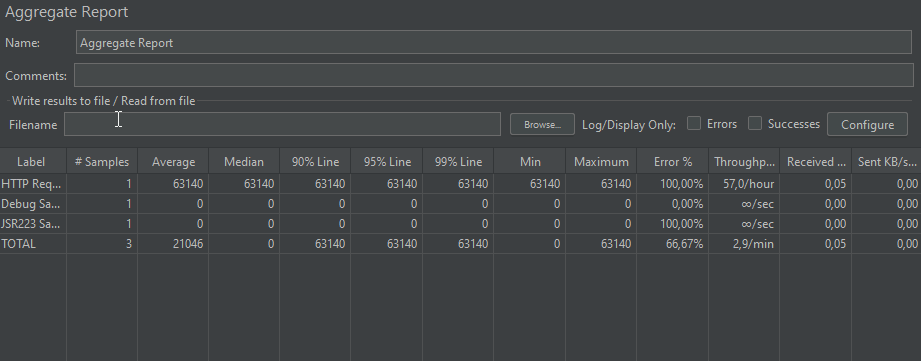 Aggregate Report
Name: Aggregate Report
Comments:
Write results to file / Read from file
Filename Browse... Log/Display Only: Errors Successes Configure
Label # Samples Average Median 90% Line 95% Line 99% Line Min Maximum Error % Throughp... Received ... Sent KB/s...
HTTP Req... 1 63140 63140 63140 63140 63140 63140 63140 100,00% 57,0/hour 0,05 0,00
Debug Sa... 1 0 0 0 0 0 0 0 0,00% ∞/sec 0,00 0,00
JSR223 Sa... 1 0 0 0 0 0 0 0 100,00% ∞/sec 0,00 0,00
TOTAL 3 21046 0 63140 63140 63140 0 63140 66,67% 2,9/min 0,05 0,00